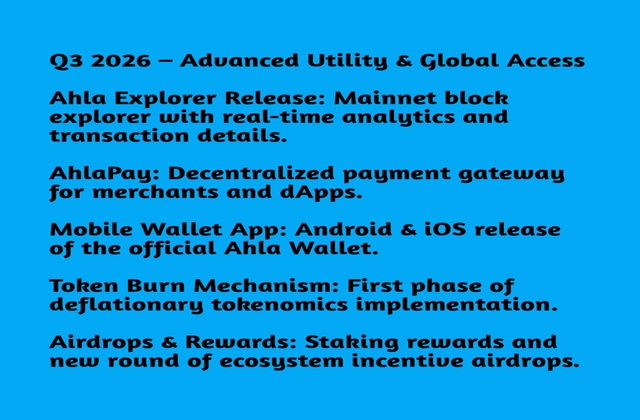 Q3 2026 – Advanced Utility & Global Access
Ahla Explorer Release: Mainnet block
explorer with real-time analytics and
transaction details.
AhlaPay: Decentralized payment gateway
for merchants and dApps.
Mobile Wallet App: Android & iOS release
of the official Ahla Wallet.
Token Burn Mechanism: First phase of
deflationary tokenomics implementation.
Airdrops & Rewards: Staking rewards and
new round of ecosystem incentive airdrops.